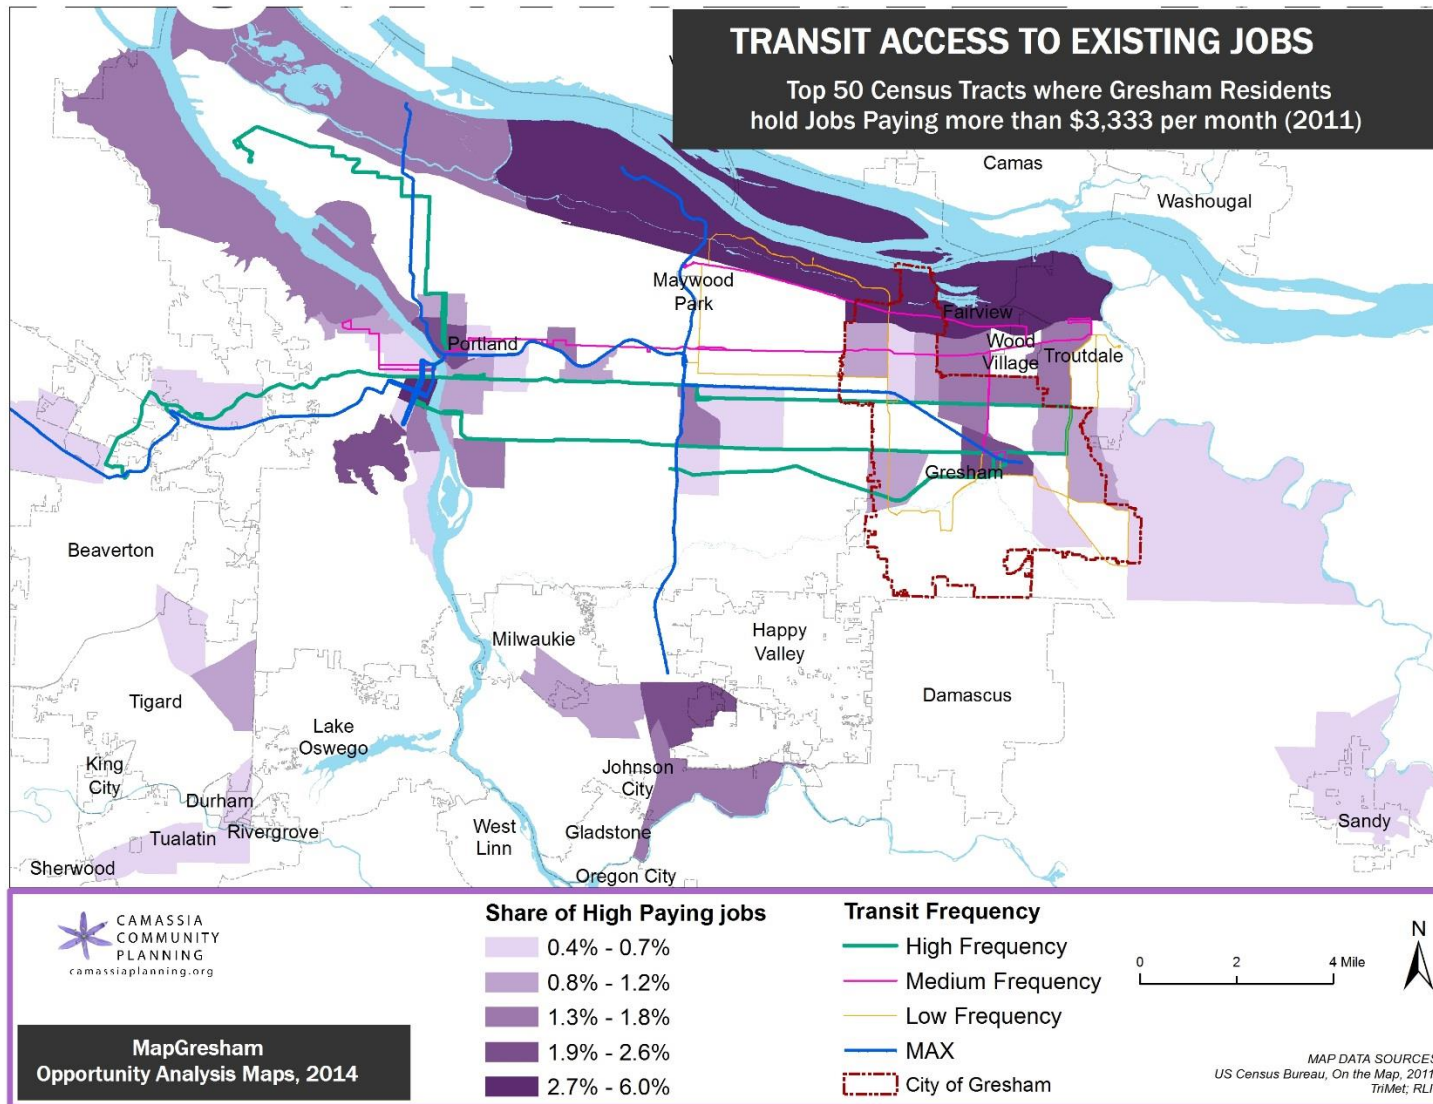 TRANSIT ACCESS TO EXISTING JOBS
Top 50 Census Tracts where Gresham Residents
hold Jobs Paying more than $3,333 per month (2011)
Camas
Washougal
Maywood
Park
Fairview
Portland
Wood
Village
Troutdale
Gresham
Beaverton
Milwaukie
Happy
Valley
Tigard
Damascus
Lake
Oswego
King
City
Johnson
City
Durham
Tualatin
Rivergrove
West
Linn
Gladstone
Sandy
Sherwood
Oregon City
CAMASSIA
COMMUNITY
PLANNING
camassiaplanning.org
MapGresham
Opportunity Analysis Maps, 2014
Share of High Paying jobs
0.4% - 0.7%
0.8% - 1.2%
1.3% - 1.8%
1.9% - 2.6%
2.7% - 6.0%
Transit Frequency
High Frequency
Medium Frequency
Low Frequency
MAX
City of Gresham
0 2 4 Mile
N
MAP DATA SOURCES
US Census Bureau, On the Map, 2011
TriMet; RLI